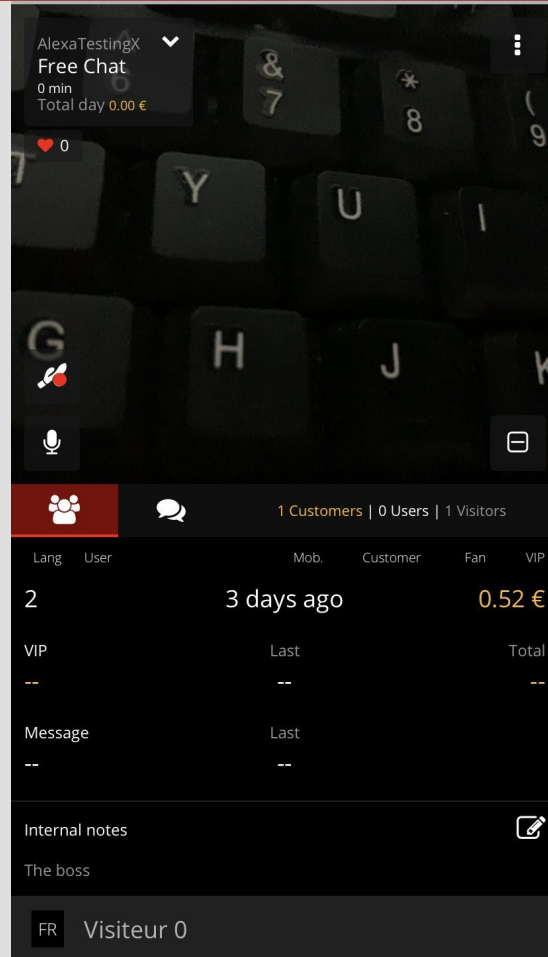 AlexaTestingX
Free Chat
0 min
Total day 0.00 €
0
6 & 7 * 8 ( 9
T Y U I
G H J K
1 Customers | 0 Users | 1 Visitors
Lang User Mob. Customer Fan VIP
2 3 days ago 0.52 €
VIP Last Total
-- -- --
Message Last
-- --
Internal notes
The boss
FR Visiteur 0